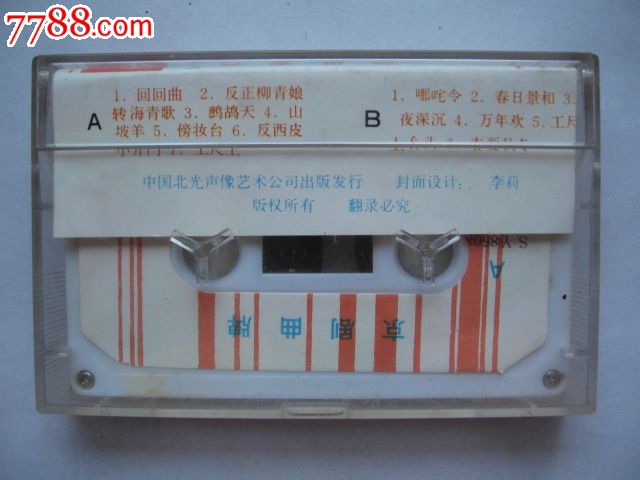 7788.com
A
1. 回回曲 2. 反正柳青娘
转海青歌 3. 鹧鸪天 4. 山
坡羊 5. 傍妆台 6. 反西皮
B
1. 哪咤令 2. 春日景和 3.
夜深沉 4. 万年欢 5. 工尺
中国北光声像艺术公司出版发行 封面设计: 李莉
版权所有 翻录必究
A
京剧曲牌